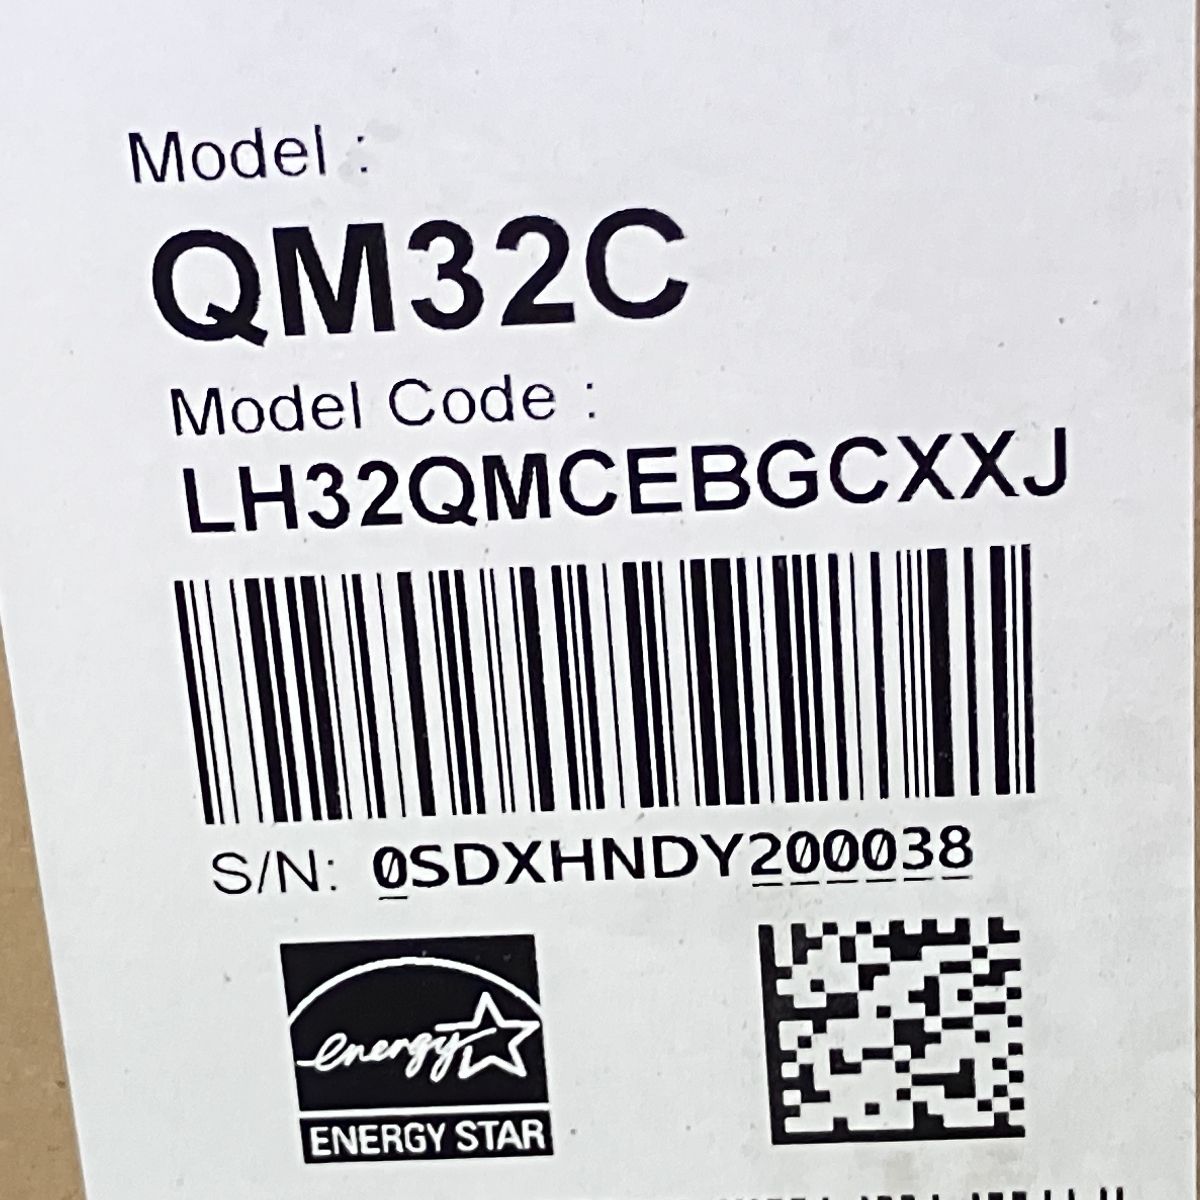 Model :
QM32C
Model Code :
LH32QMCEBGCXXJ
S/N: 0SDXHNDY200038
energy
ENERGY STAR